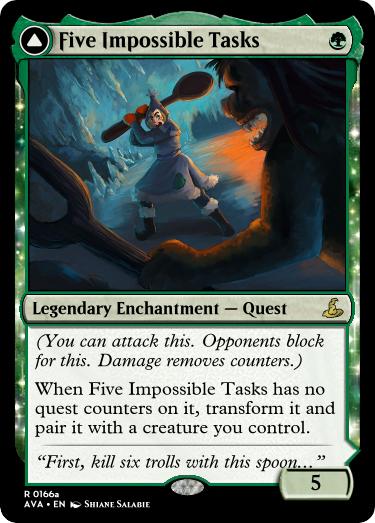 Five Impossible Tasks
Legendary Enchantment — Quest
(You can attack this. Opponents block
for this. Damage removes counters.)
When Five Impossible Tasks has no
quest counters on it, transform it and
pair it with a creature you control.
“First, kill six trolls with this spoon...”
5
R 0166a
AVA • EN Shiane Salabie